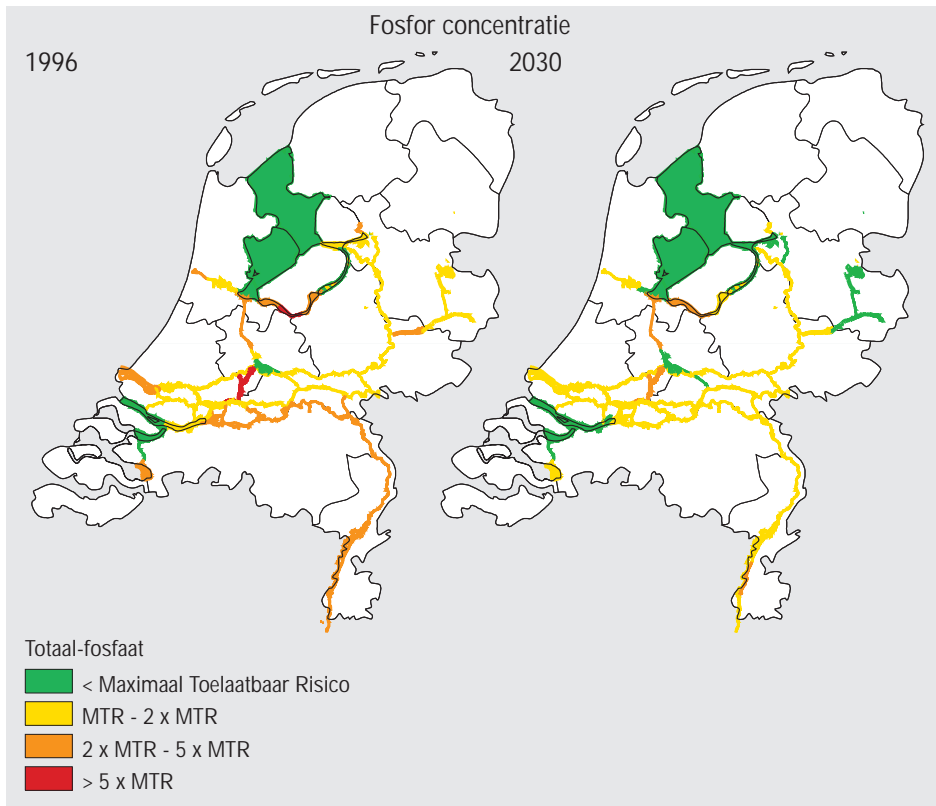 Fosfor concentratie
1996
2030
Totaal-fosfaat
< Maximaal Toelaatbaar Risico
MTR - 2 x MTR
2 x MTR - 5 x MTR
> 5 x MTR